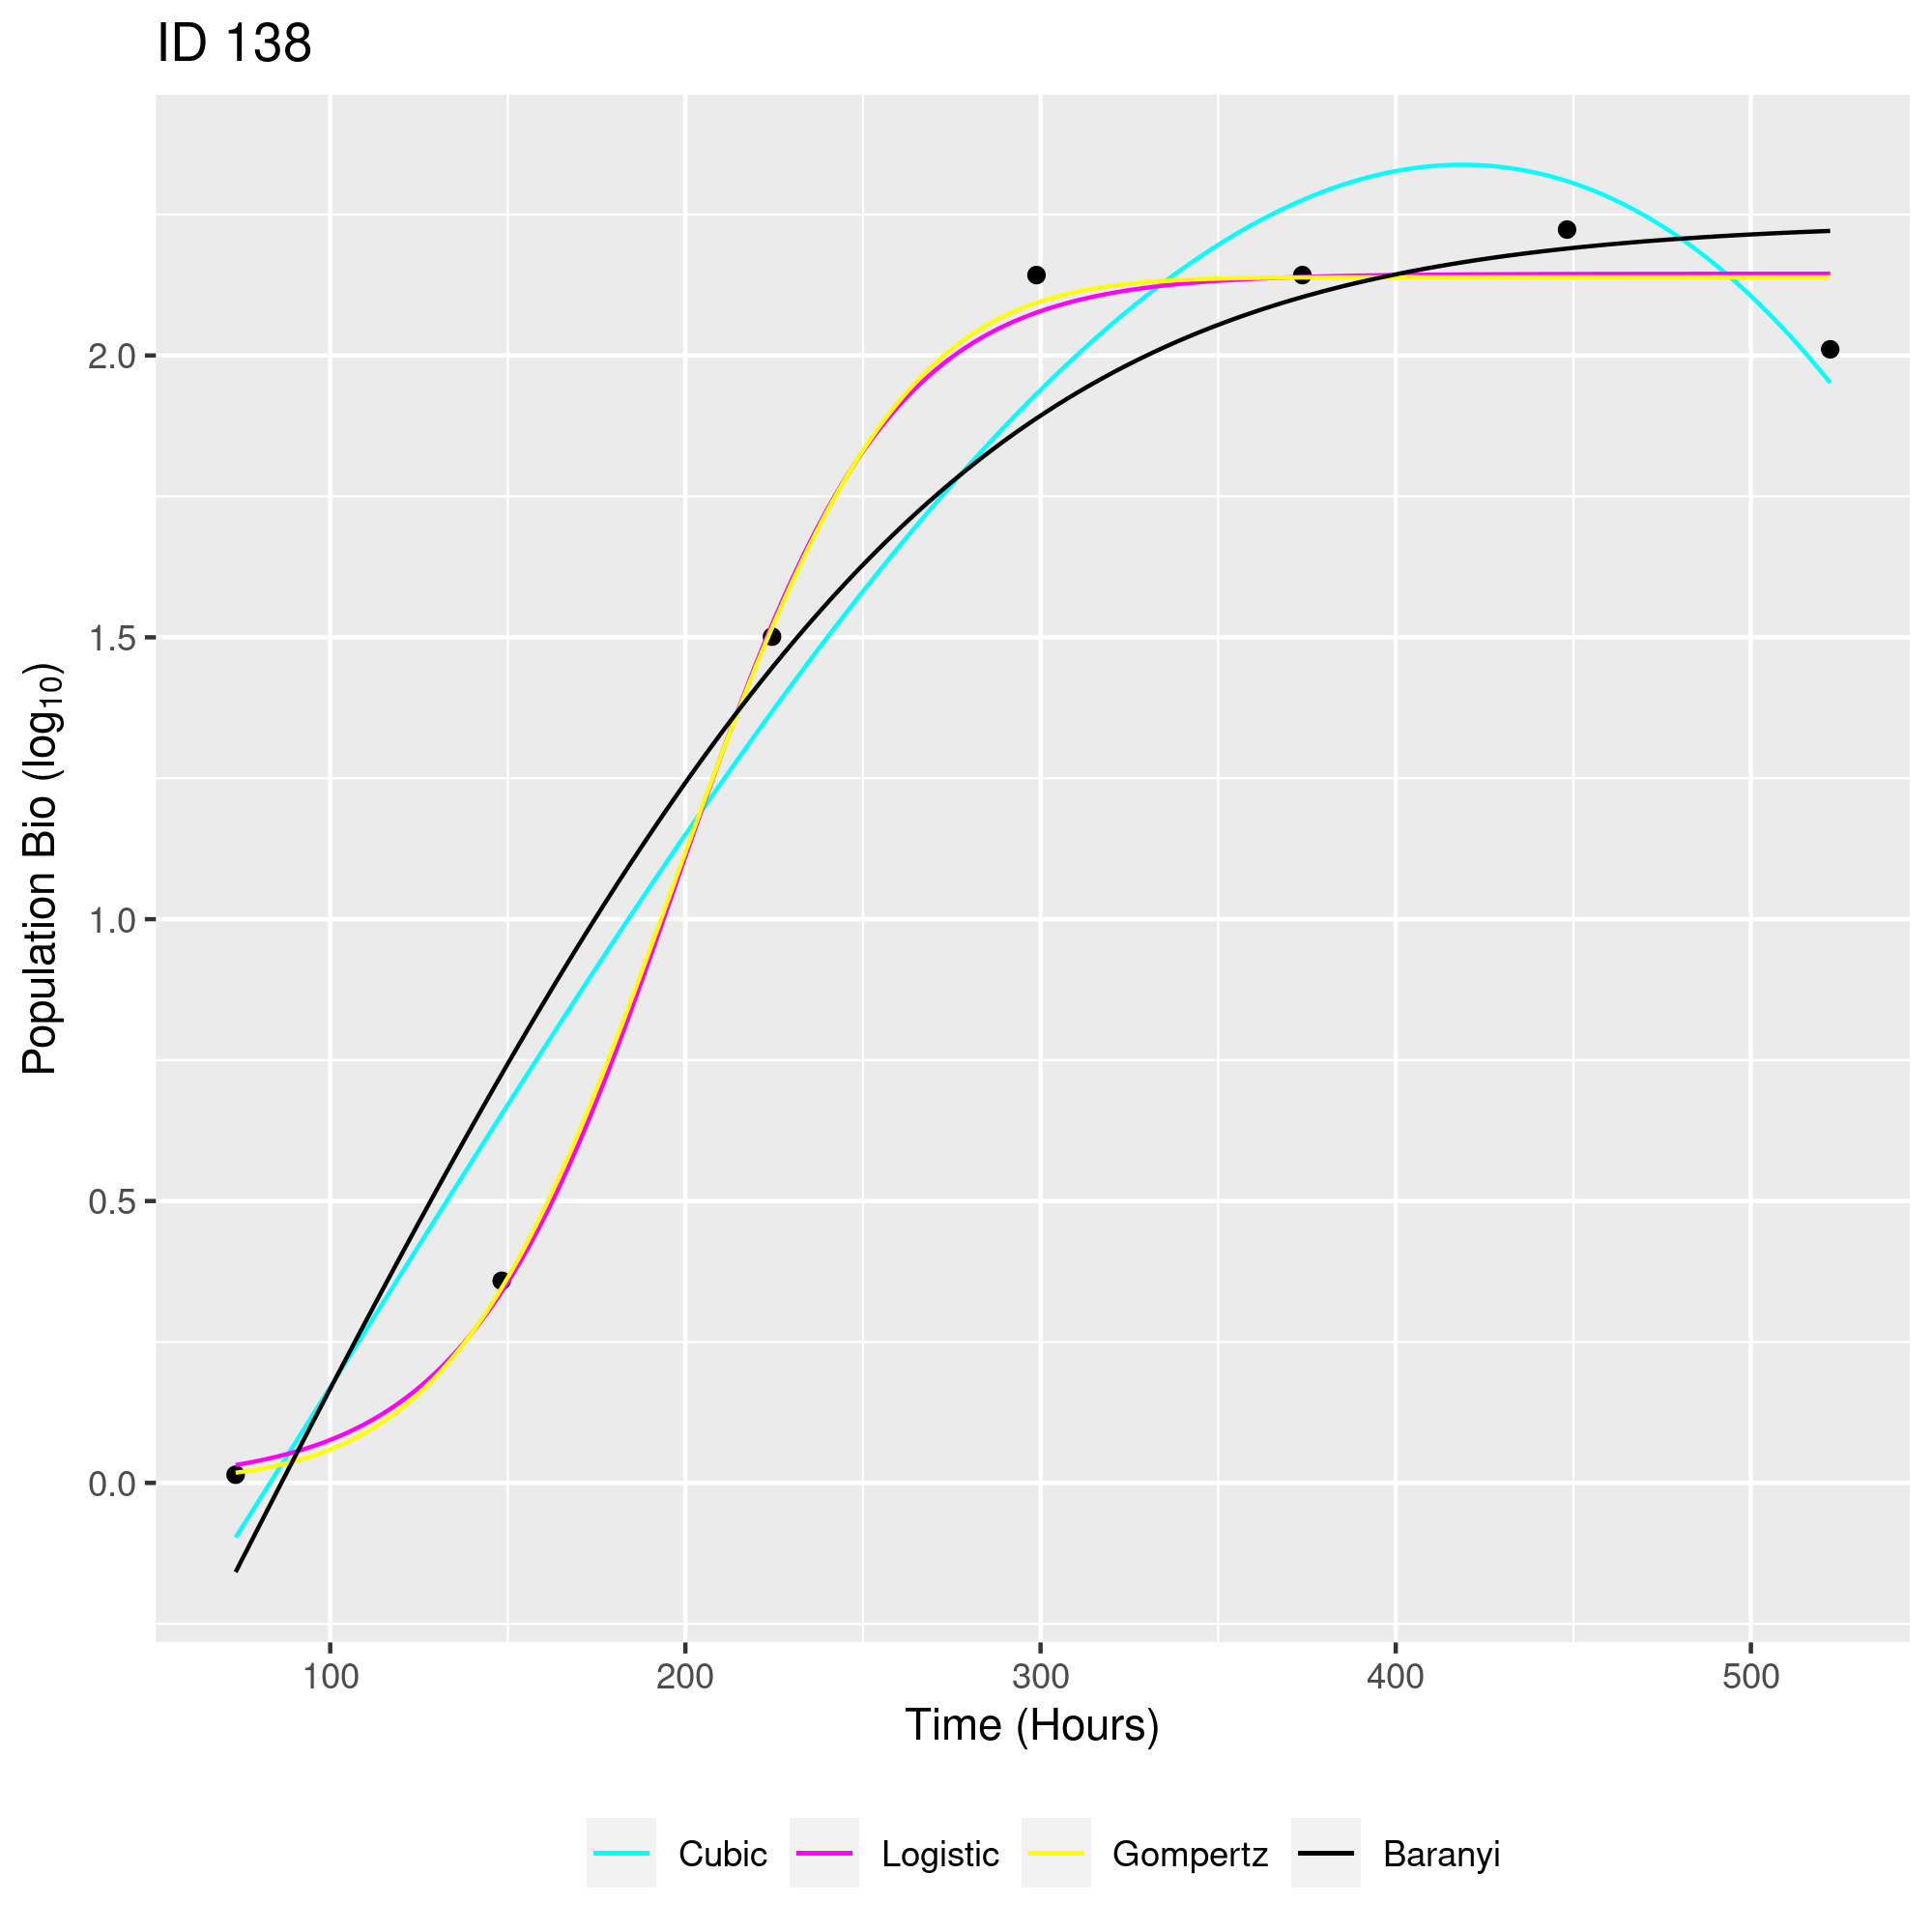 ID 138
Population Bio (log₁₀)
2.0
1.5
1.0
0.5
0.0
100 200 300 400 500
Time (Hours)
Cubic Logistic Gompertz Baranyi